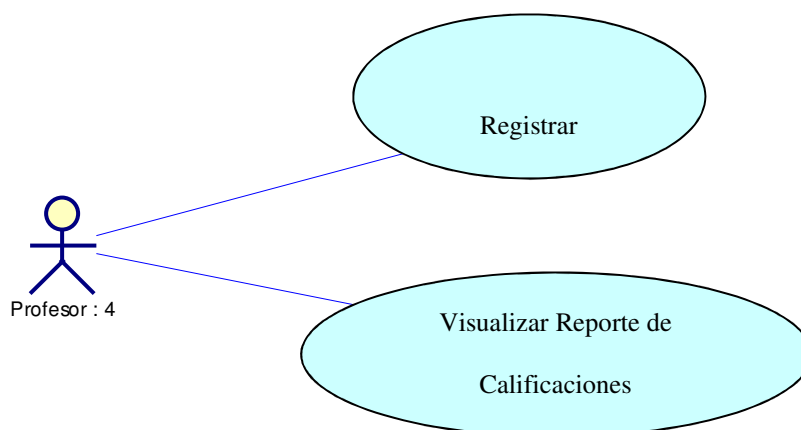 Registrar
Profesor : 4
Visualizar Reporte de
Calificaciones